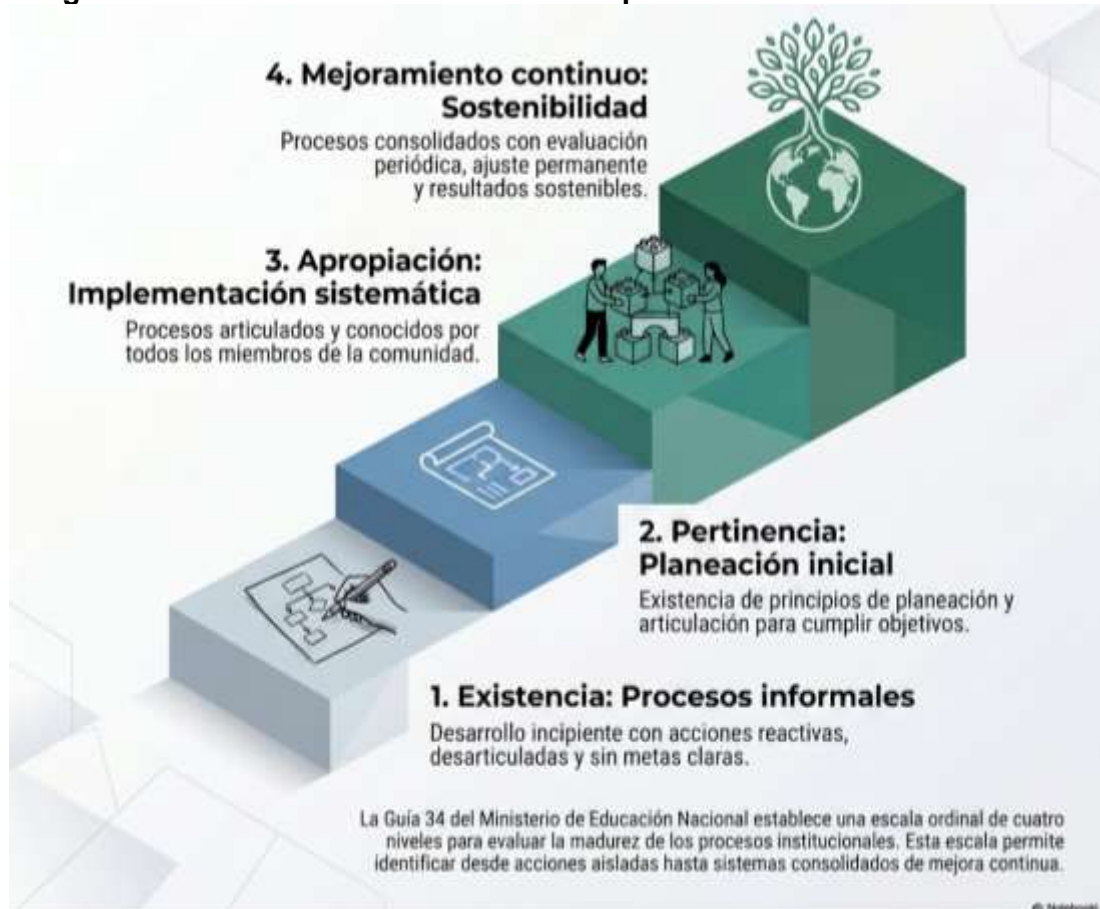 4. Mejoramiento continuo:
Sostenibilidad
Procesos consolidados con evaluación
periódica, ajuste permanente
y resultados sostenibles.
3. Apropiación:
Implementación sistemática
Procesos articulados y conocidos por
todos los miembros de la comunidad.
2. Pertinencia:
Planeación inicial
Existencia de principios de planeación y
articulación para cumplir objetivos.
1. Existencia: Procesos informales
Desarrollo incipiente con acciones reactivas,
desarticuladas y sin metas claras.
La Guía 34 del Ministerio de Educación Nacional establece una escala ordinal de cuatro
niveles para evaluar la madurez de los procesos institucionales. Esta escala permite
identificar desde acciones aisladas hasta sistemas consolidados de mejora continua.